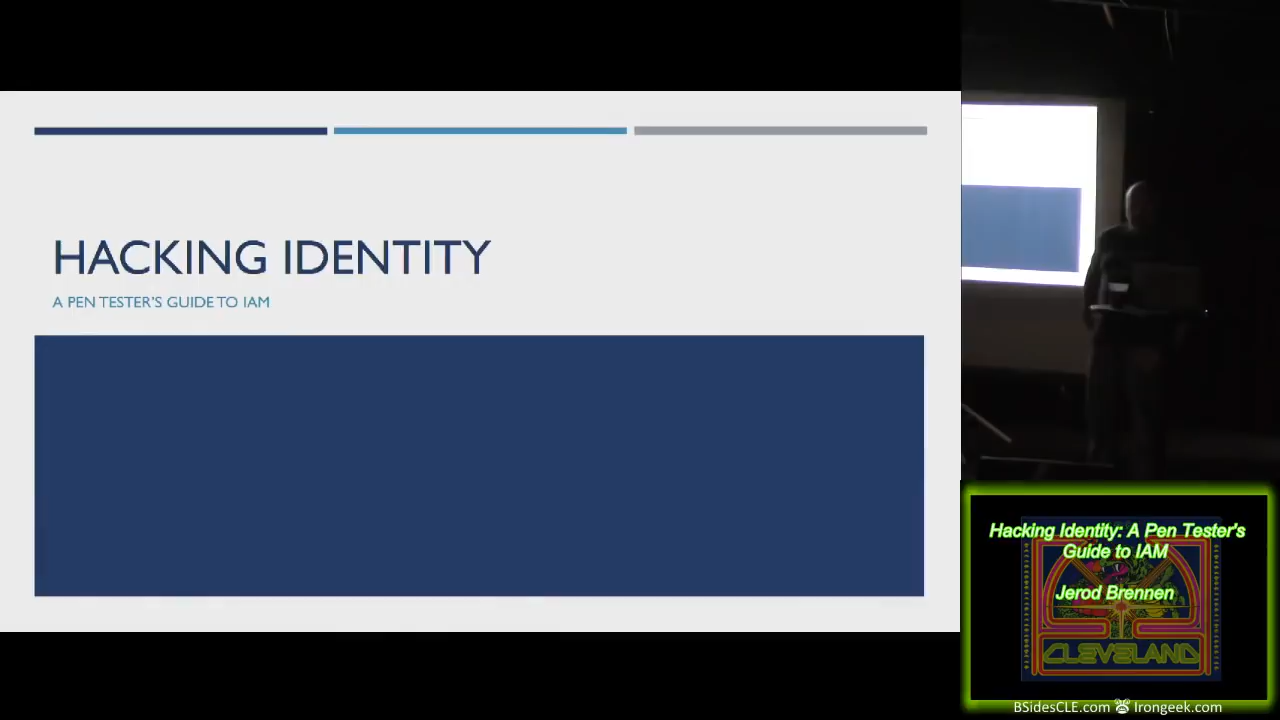 HACKING IDENTITY
A PEN TESTER'S GUIDE TO IAM
Hacking Identity: A Pen Tester's
Guide to IAM
Jerod Brennen
CLEVELAND
BSidesCLE.com Irongeek.com